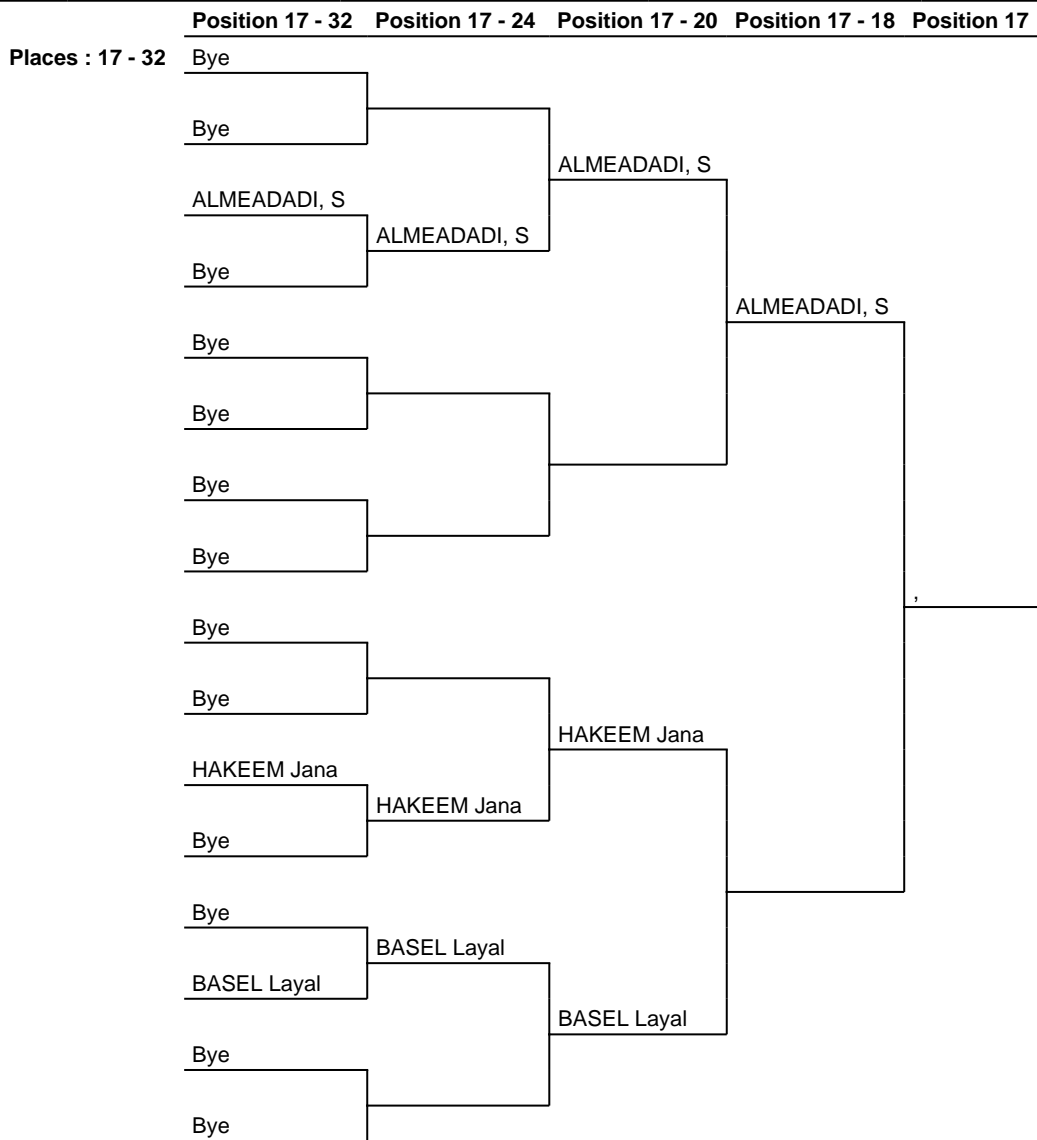 Position 17 - 32 Position 17 - 24 Position 17 - 20 Position 17 - 18 Position 17
Places : 17 - 32 Bye
Bye
ALMEADADI, S
ALMEADADI, S
ALMEADADI, S
Bye
ALMEADADI, S
Bye
Bye
Bye
Bye
,
Bye
Bye
HAKEEM Jana
HAKEEM Jana
HAKEEM Jana
Bye
Bye
BASEL Layal
BASEL Layal
BASEL Layal
Bye
Bye